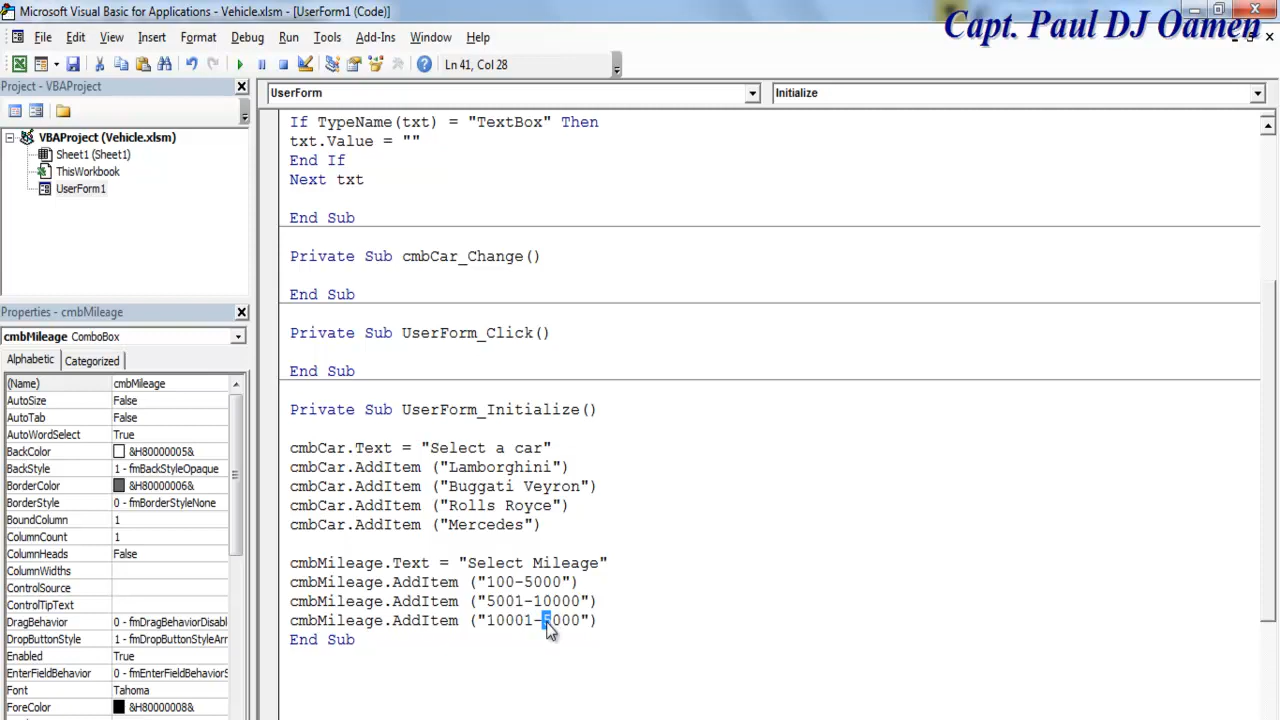 Microsoft Visual Basic for Applications - Vehicle.xlsm - [UserForm1 (Code)]
Capt. Paul DJ Oamen
File Edit View Insert Format Debug Run Tools Add-Ins Window Help
Ln 41, Col 28
Project - VBAProject
VBAProject (Vehicle.xlsm)
Sheet1 (Sheet1)
ThisWorkbook
UserForm1
Properties - cmbMileage
cmbMileage ComboBox
Alphabetic Categorized
(Name) cmbMileage
AutoSize False
AutoTab False
AutoWordSelect True
BackColor &H80000005&
BackStyle 1 - fmBackStyleOpaque
BorderColor &H80000006&
BorderStyle 0 - fmBorderStyleNone
BoundColumn 1
ColumnCount 1
ColumnHeads False
ColumnWidths
ControlSource
ControlTipText
DragBehavior 0 - fmDragBehaviorDisabl
DropButtonStyle 1 - fmDropButtonStyleArr
Enabled True
EnterFieldBehavior 0 - fmEnterFieldBehaviorS
Font Tahoma
ForeColor &H80000008&
UserForm Initialize
If TypeName(txt) = "TextBox" Then
txt.Value = ""
End If
Next txt
End Sub
Private Sub cmbCar_Change()
End Sub
Private Sub UserForm_Click()
End Sub
Private Sub UserForm_Initialize()
cmbCar.Text = "Select a car"
cmbCar.AddItem ("Lamborghini")
cmbCar.AddItem ("Buggati Veyron")
cmbCar.AddItem ("Rolls Royce")
cmbCar.AddItem ("Mercedes")
cmbMileage.Text = "Select Mileage"
cmbMileage.AddItem ("100-5000")
cmbMileage.AddItem ("5001-10000")
cmbMileage.AddItem ("10001-5000")
End Sub